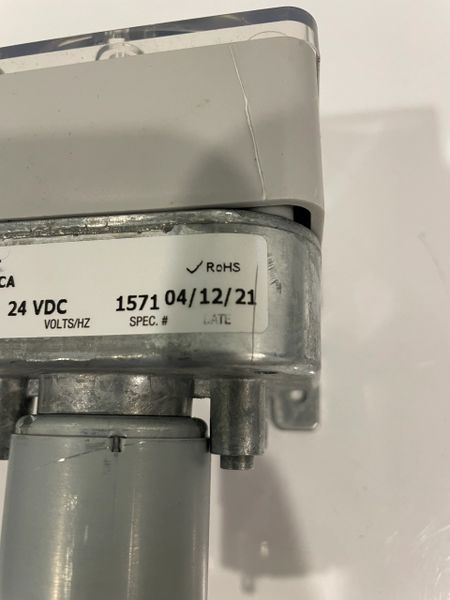 ✓ RoHS
CA
24 VDC 1571 04/12/21
VOLTS/HZ SPEC. # DATE